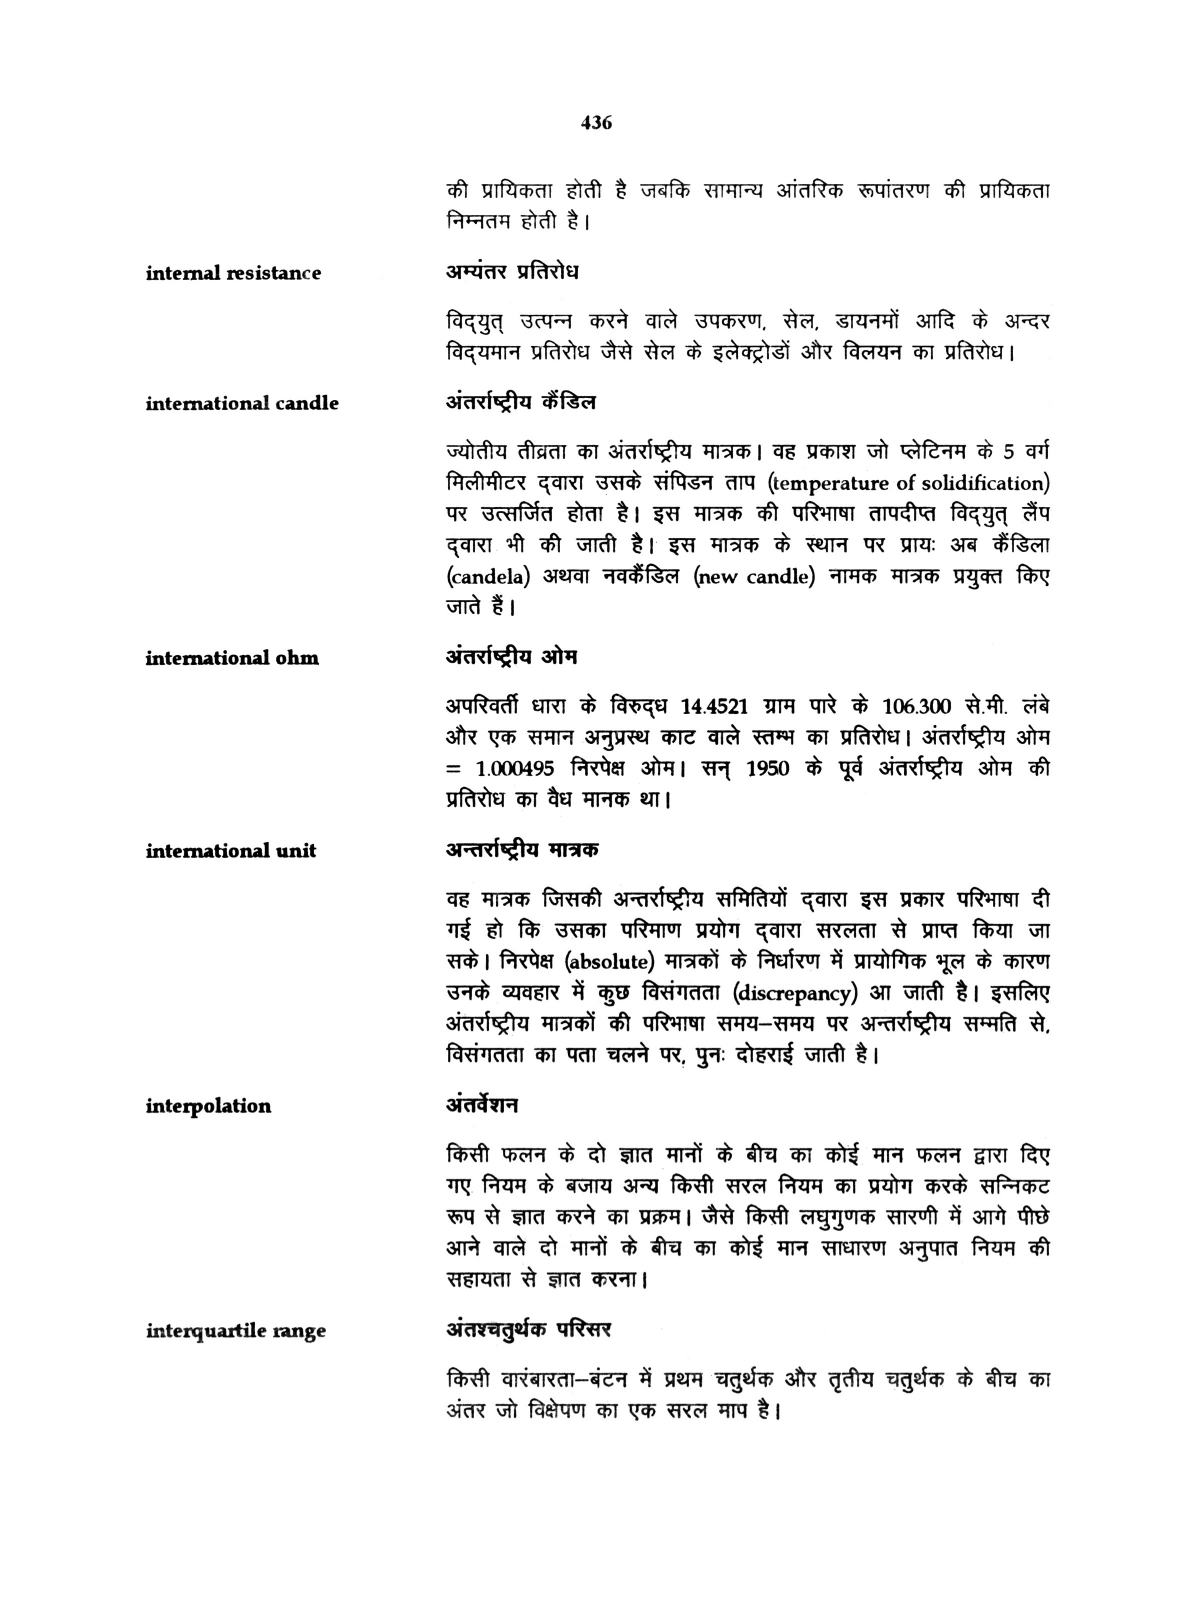 436
की प्रायिकता होती है जबकि सामान्य आंतरिक रूपांतरण की प्रायिकता
निम्नतम होती है।
internal resistance अभ्यंतर प्रतिरोध
विद्‌युत् उत्पन्न करने वाले उपकरण, सेल, डायनमों आदि के अन्दर
विद्‌यमान प्रतिरोध जैसे सेल के इलेक्ट्रोडों और विलयन का प्रतिरोध।
international candle अंतर्राष्ट्रीय कैंडिल
ज्योतीय तीव्रता का अंतर्राष्ट्रीय मात्रक। वह प्रकाश जो प्लेटिनम के 5 वर्ग
मिलीमीटर द्‌वारा उसके संपिडन ताप (temperature of solidification)
पर उत्सर्जित होता है। इस मात्रक की परिभाषा तापदीप्त विद्‌युत् लैंप
द्‌वारा भी की जाती है। इस मात्रक के स्थान पर प्रायः अब कैंडिला
(candela) अथवा नवकैंडिल (new candle) नामक मात्रक प्रयुक्त किए
जाते हैं।
international ohm अंतर्राष्ट्रीय ओम
अपरिवर्ती धारा के विरुद्‌ध 14.4521 ग्राम पारे के 106.300 से.मी. लंबे
और एक समान अनुप्रस्थ काट वाले स्तम्भ का प्रतिरोध। अंतर्राष्ट्रीय ओम
= 1.000495 निरपेक्ष ओम। सन् 1950 के पूर्व अंतर्राष्ट्रीय ओम की
प्रतिरोध का वैध मानक था।
international unit अन्तर्राष्ट्रीय मात्रक
वह मात्रक जिसकी अन्तर्राष्ट्रीय समितियों द्‌वारा इस प्रकार परिभाषा दी
गई हो कि उसका परिमाण प्रयोग द्‌वारा सरलता से प्राप्त किया जा
सके। निरपेक्ष (absolute) मात्रकों के निर्धारण में प्रायोगिक भूल के कारण
उनके व्यवहार में कुछ विसंगतता (discrepancy) आ जाती है। इसलिए
अंतर्राष्ट्रीय मात्रकों की परिभाषा समय–समय पर अन्तर्राष्ट्रीय सम्मति से,
विसंगतता का पता चलने पर, पुनः दोहराई जाती है।
interpolation अंतर्वेशन
किसी फलन के दो ज्ञात मानों के बीच का कोई मान फलन द्वारा दिए
गए नियम के बजाय अन्य किसी सरल नियम का प्रयोग करके सन्निकट
रूप से ज्ञात करने का प्रक्रम। जैसे किसी लघुगुणक सारणी में आगे पीछे
आने वाले दो मानों के बीच का कोई मान साधारण अनुपात नियम की
सहायता से ज्ञात करना।
interquartile range अंतश्चतुर्थक परिसर
किसी वारंबारता–बंटन में प्रथम चतुर्थक और तृतीय चतुर्थक के बीच का
अंतर जो विक्षेपण का एक सरल माप है।